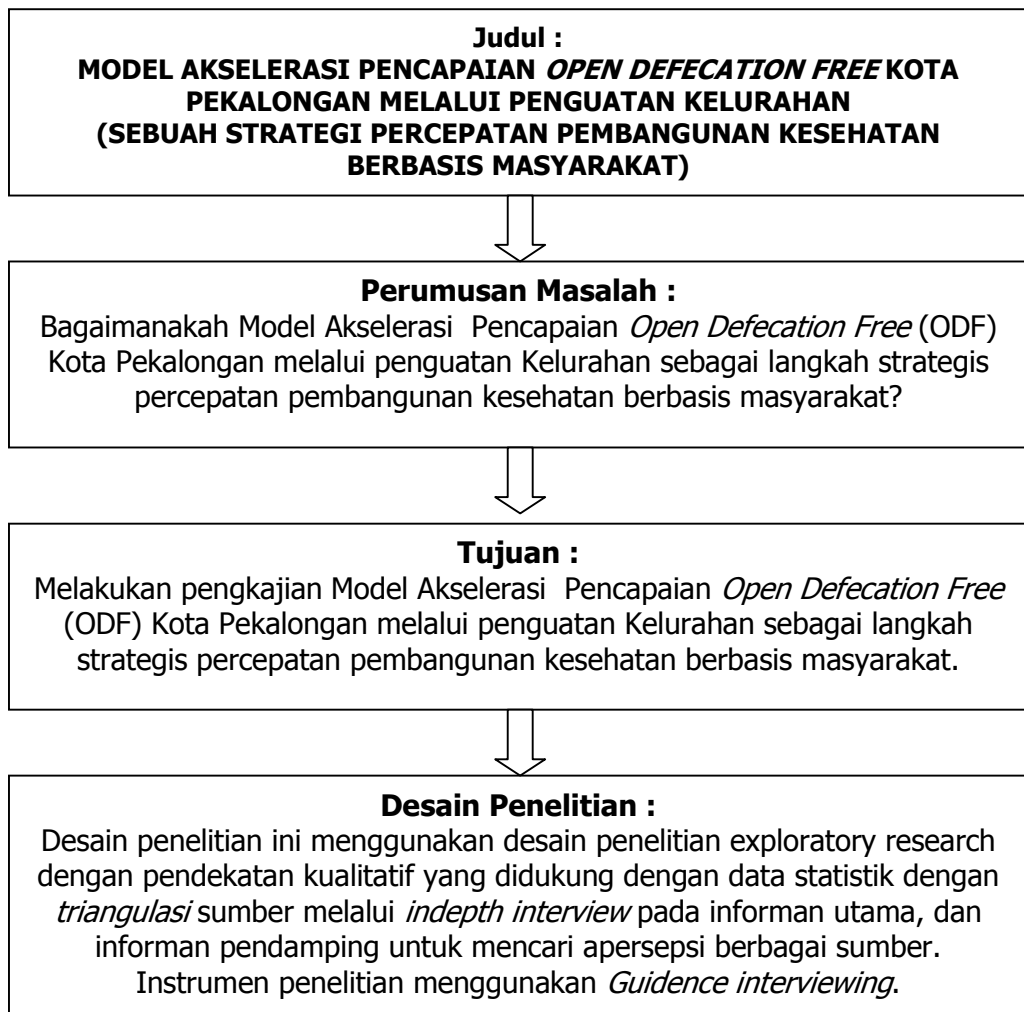 Judul :
MODEL AKSELERASI PENCAPAIAN OPEN DEFECATION FREE KOTA
PEKALONGAN MELALUI PENGUATAN KELURAHAN
(SEBUAH STRATEGI PERCEPATAN PEMBANGUNAN KESEHATAN
BERBASIS MASYARAKAT)
Perumusan Masalah :
Bagaimanakah Model Akselerasi Pencapaian Open Defecation Free (ODF)
Kota Pekalongan melalui penguatan Kelurahan sebagai langkah strategis
percepatan pembangunan kesehatan berbasis masyarakat?
Tujuan :
Melakukan pengkajian Model Akselerasi Pencapaian Open Defecation Free
(ODF) Kota Pekalongan melalui penguatan Kelurahan sebagai langkah
strategis percepatan pembangunan kesehatan berbasis masyarakat.
Desain Penelitian :
Desain penelitian ini menggunakan desain penelitian exploratory research
dengan pendekatan kualitatif yang didukung dengan data statistik dengan
triangulasi sumber melalui indepth interview pada informan utama, dan
informan pendamping untuk mencari apersepsi berbagai sumber.
Instrumen penelitian menggunakan Guidence interviewing.